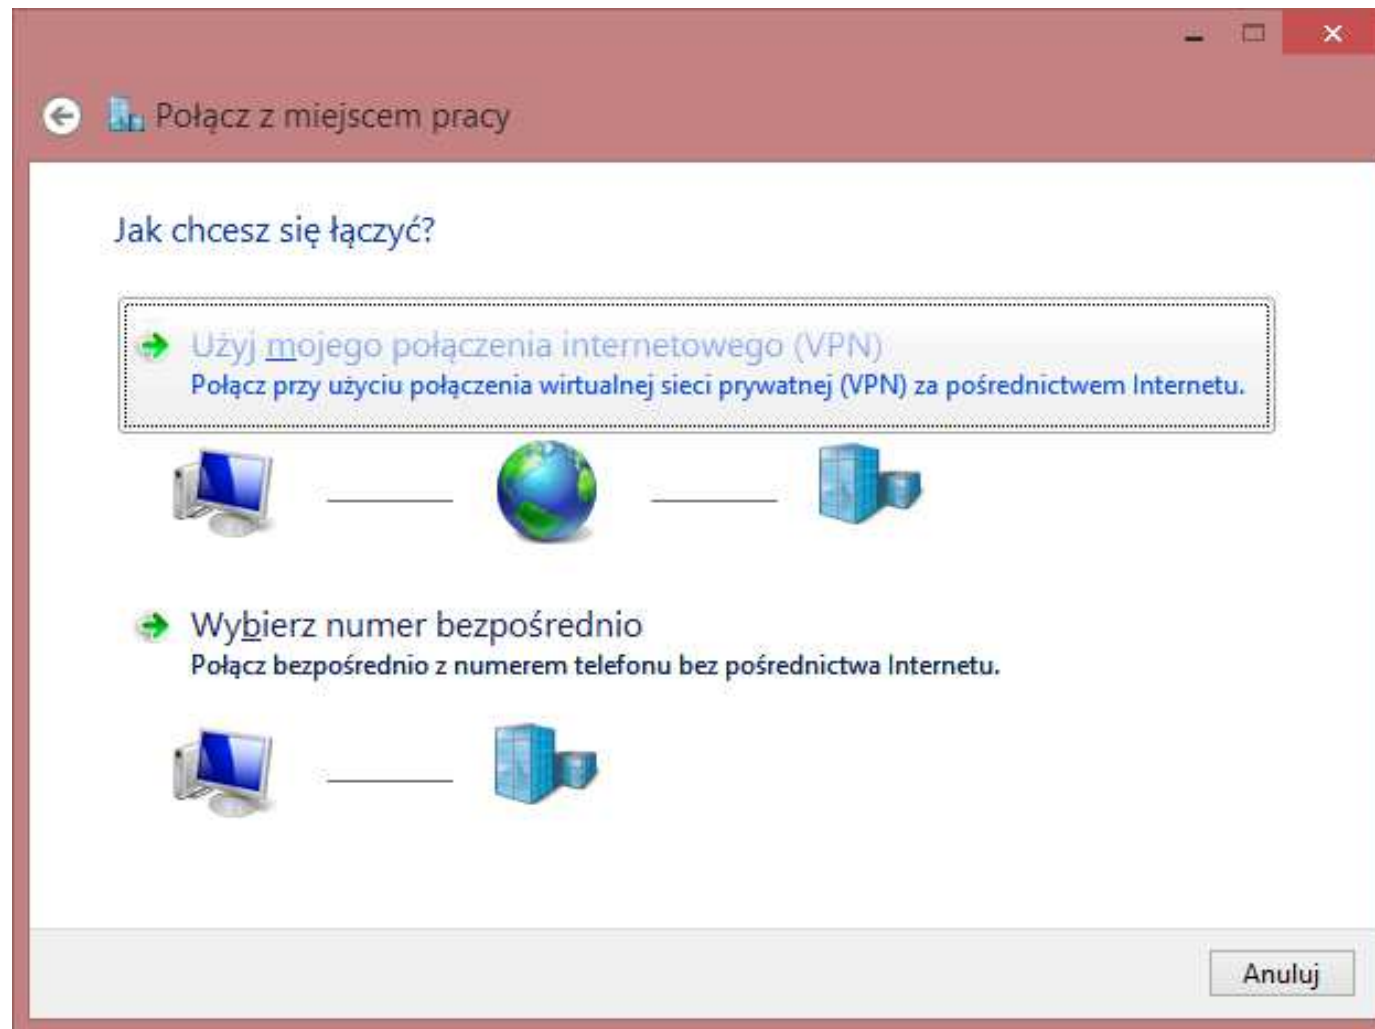 Połącz z miejscem pracy
Jak chcesz się łączyć?
Użyj mojego połączenia internetowego (VPN)
Połącz przy użyciu połączenia wirtualnej sieci prywatnej (VPN) za pośrednictwem Internetu.
Wybierz numer bezpośrednio
Połącz bezpośrednio z numerem telefonu bez pośrednictwa Internetu.
Anuluj